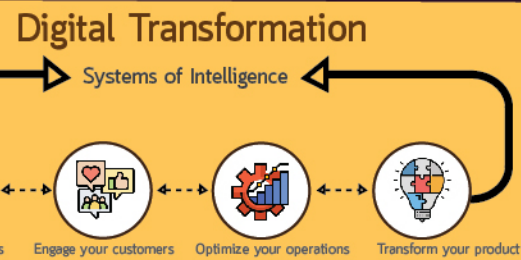 Digital Transformation
Systems of Intelligence
s Engage your customers Optimize your operations Transform your product